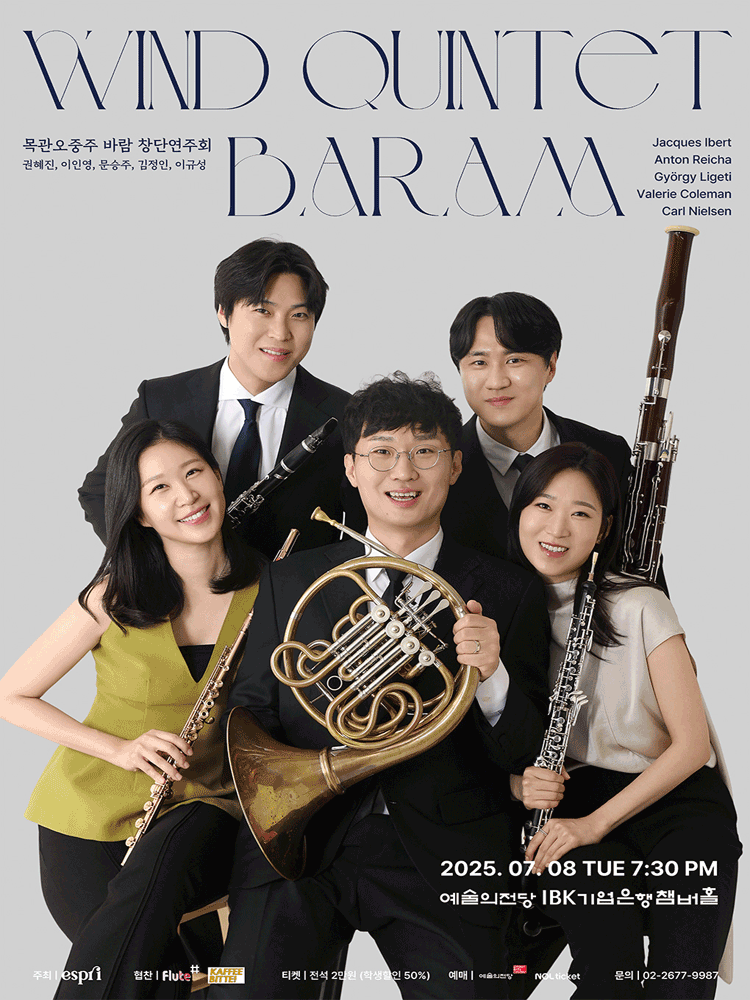 WIND QUINTET
BARAM
목관오중주 바람 창단연주회
권혜진, 이인영, 문승주, 김정인, 이규성
Jacques Ibert
Anton Reicha
György Ligeti
Valerie Coleman
Carl Nielsen
2025. 07. 08 TUE 7:30 PM
예술의전당 IBK기업은행챔버홀
주최 | espri 협찬 | Flute# KAFFEE BITTE! 티켓 | 전석 2만원 (학생할인 50%) 예매 | 예술의전당 NOL ticket 문의 | 02-2677-9987